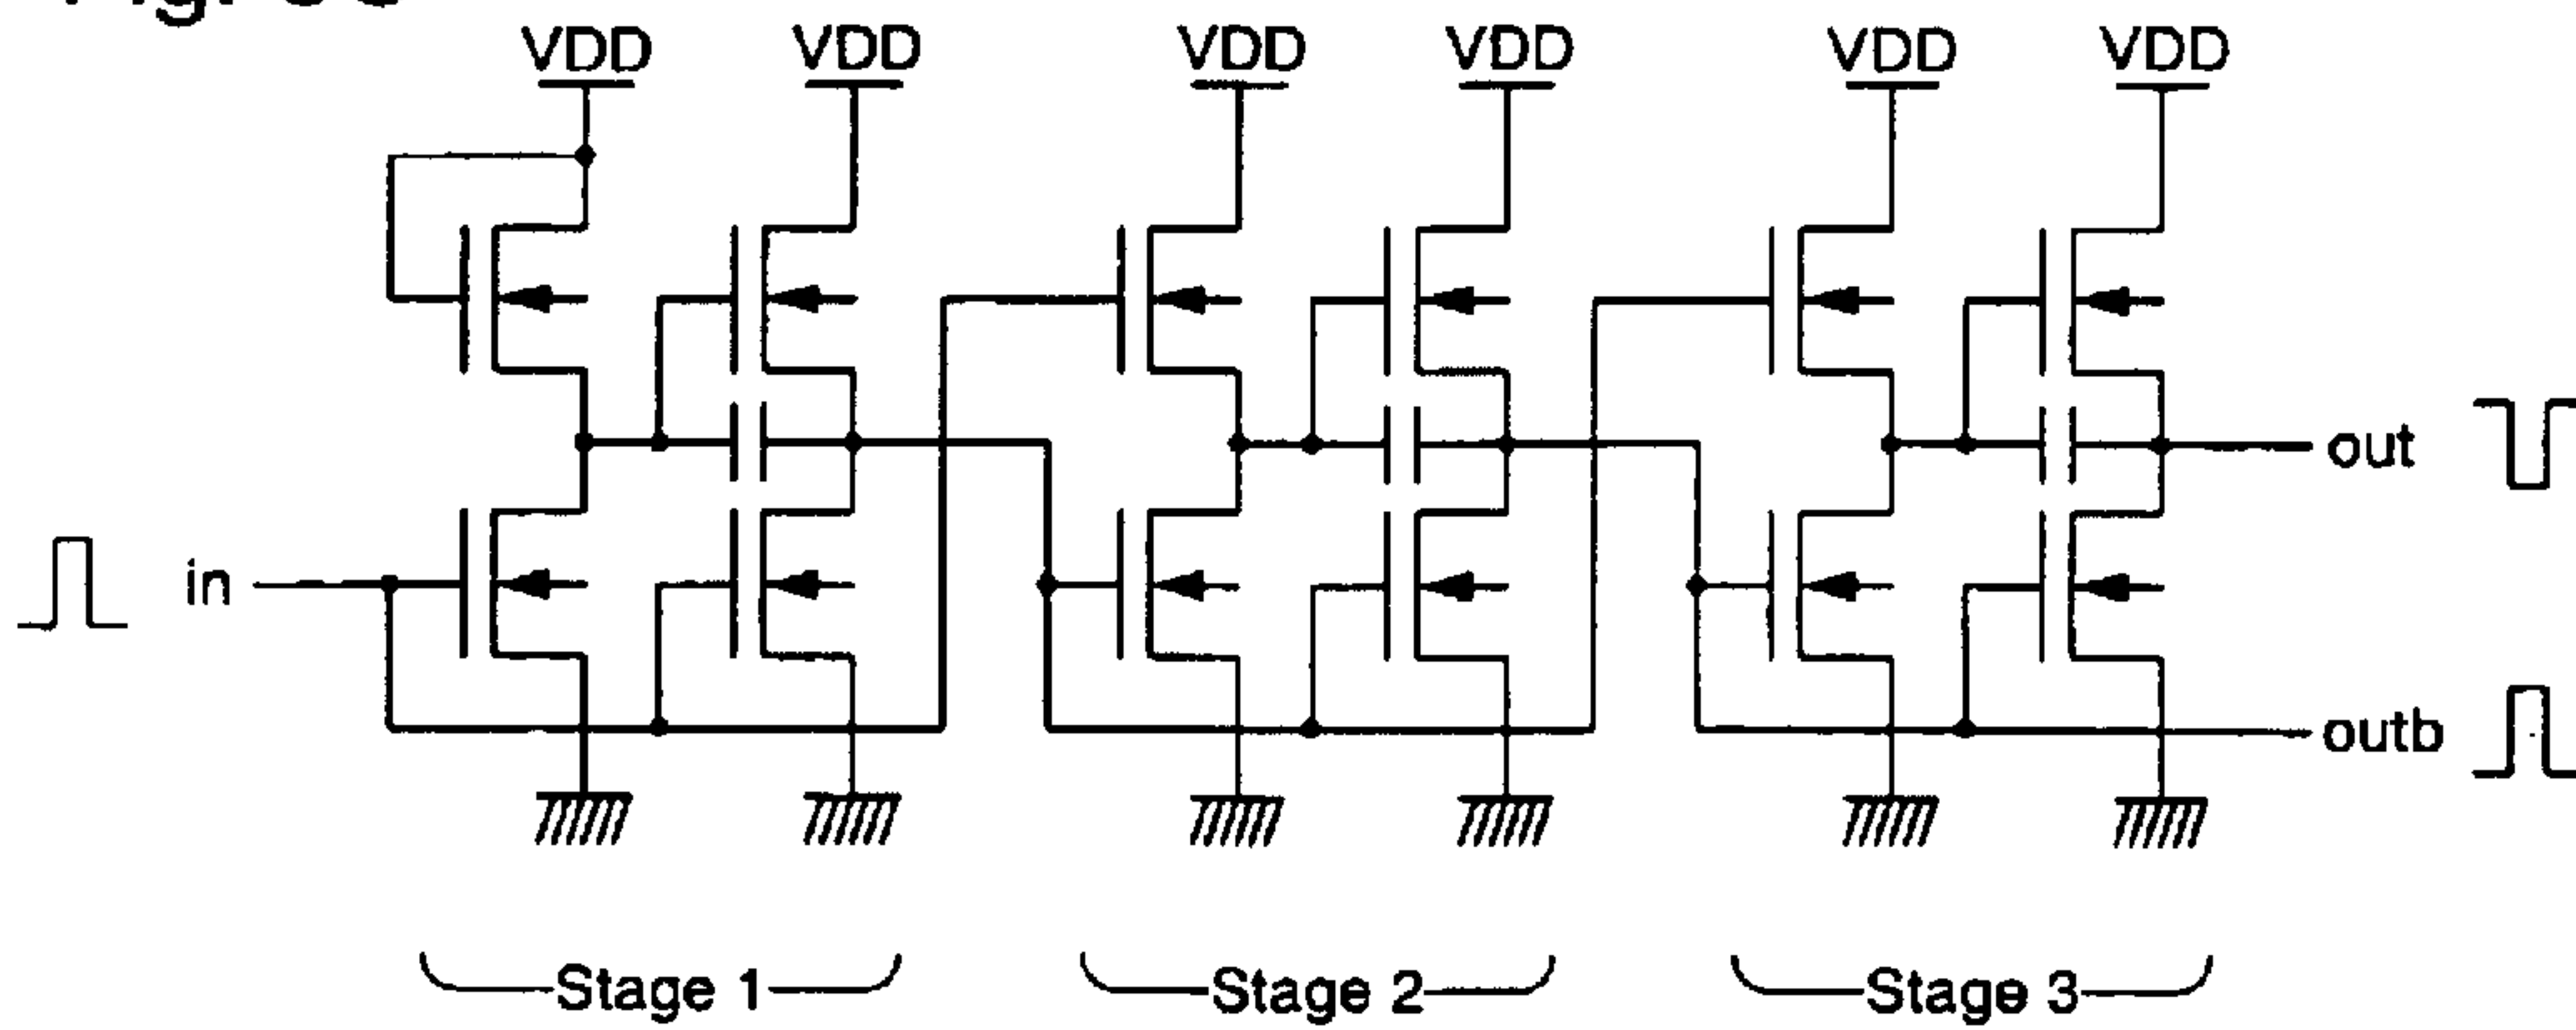 VDD VDD VDD VDD VDD VDD
out
in
outb
Stage 1 Stage 2 Stage 3